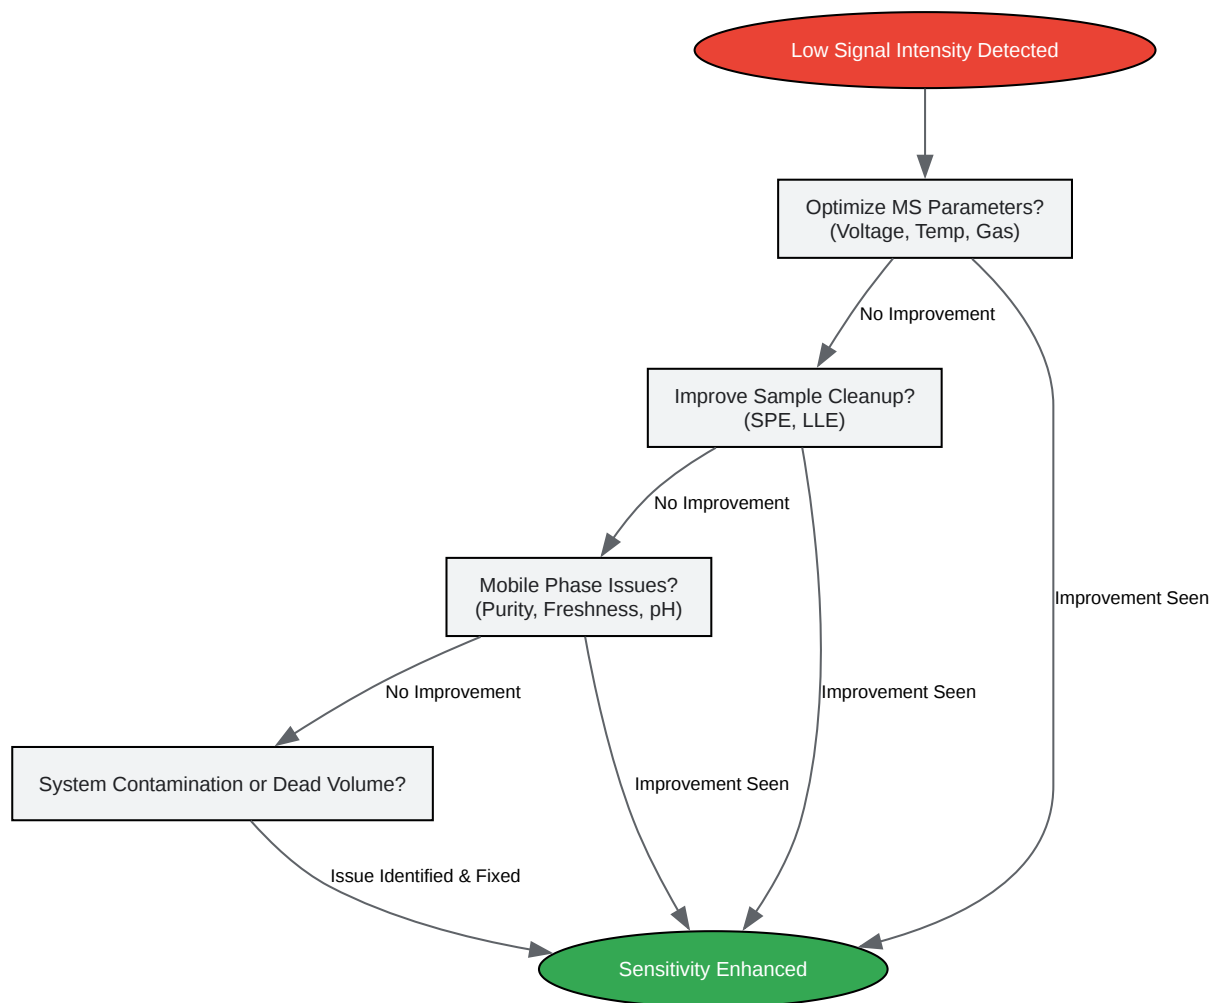 Low Signal Intensity Detected
Optimize MS Parameters?
(Voltage, Temp, Gas)
No Improvement
Improve Sample Cleanup?
(SPE, LLE)
No Improvement
Mobile Phase Issues?
(Purity, Freshness, pH)
Improvement Seen
No Improvement
Improvement Seen
System Contamination or Dead Volume?
Improvement Seen
Issue Identified & Fixed
Sensitivity Enhanced